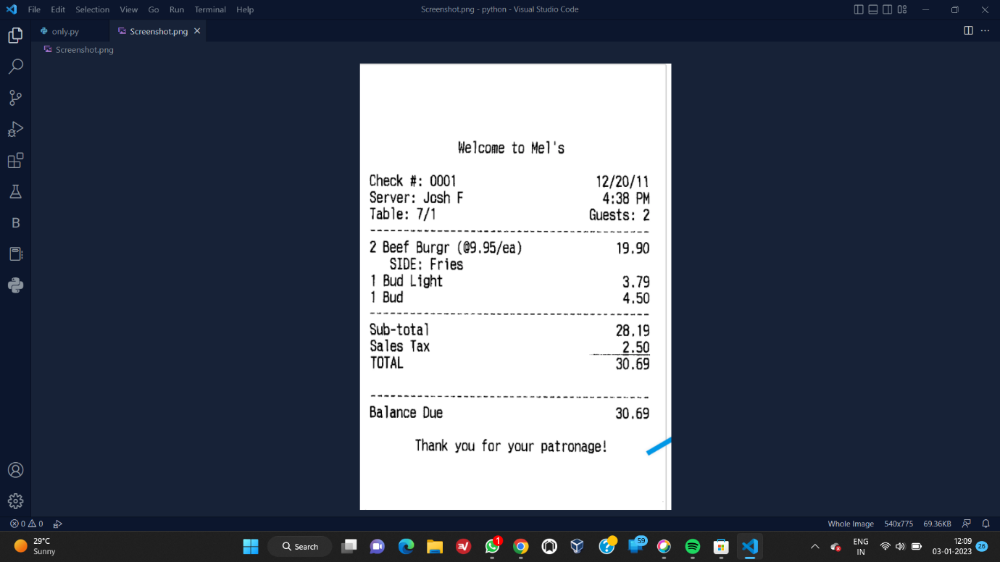 File Edit Selection View Go Run Terminal Help Screenshot.png - python - Visual Studio Code
only.py Screenshot.png
Screenshot.png
Welcome to Mel's
Check #: 0001 12/20/11
Server: Josh F 4:38 PM
Table: 7/1 Guests: 2
2 Beef Burgr (@9.95/ea) 19.90
SIDE: Fries
1 Bud Light 3.79
1 Bud 4.50
Sub-total 28.19
Sales Tax 2.50
TOTAL 30.69
Balance Due 30.69
Thank you for your patronage!
B
0 0 Whole Image 540x775 69.36KB
29°C
Sunny
Search
1
59
ENG
IN
12:09
03-01-2023
26